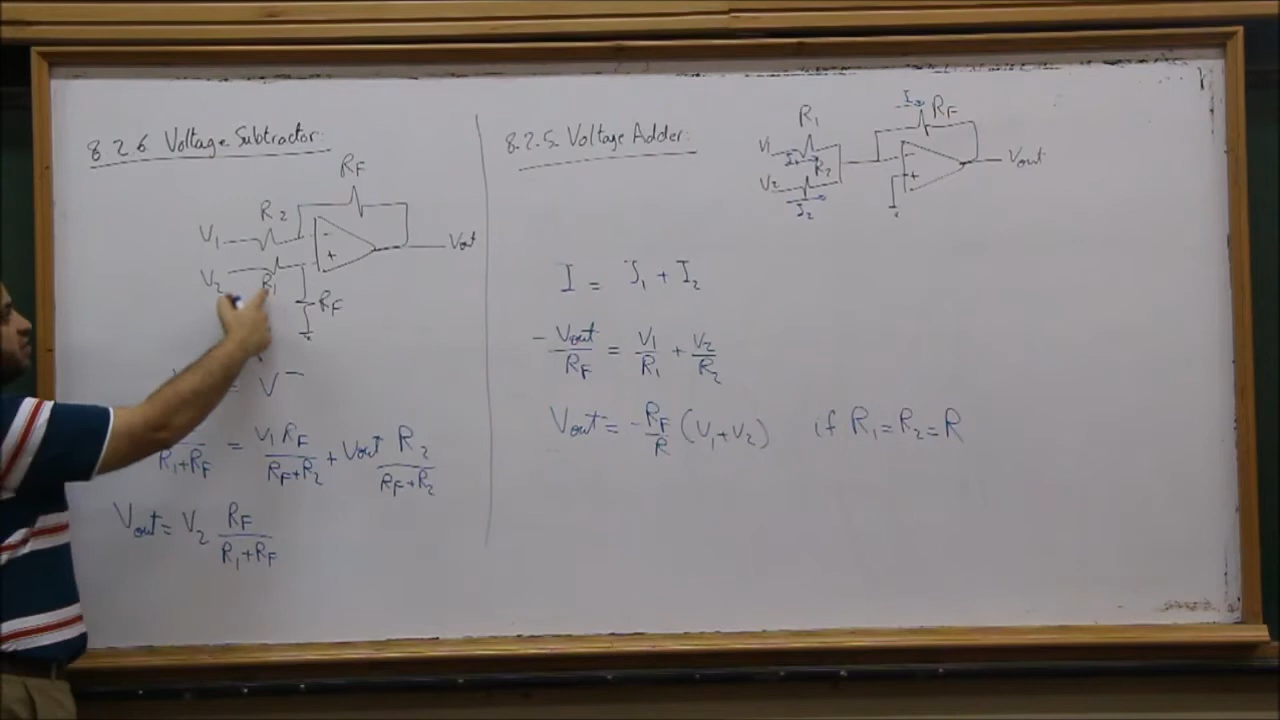 8.2.6 Voltage Subtractor:
RF
R2
V1
-
Vout
+
V2
R1
RF
= V⁻
R1+RF = V1 RF / RF+R2 + Vout R2 / RF+R2
Vout = V2 RF / R1+RF
8.2.5. Voltage Adder:
I
RF
R1
V1
I1
R2
-
+
Vout
V2
I2
I = I1 + I2
- Vout / RF = V1 / R1 + V2 / R2
Vout = - RF / R (V1+V2) if R1=R2=R